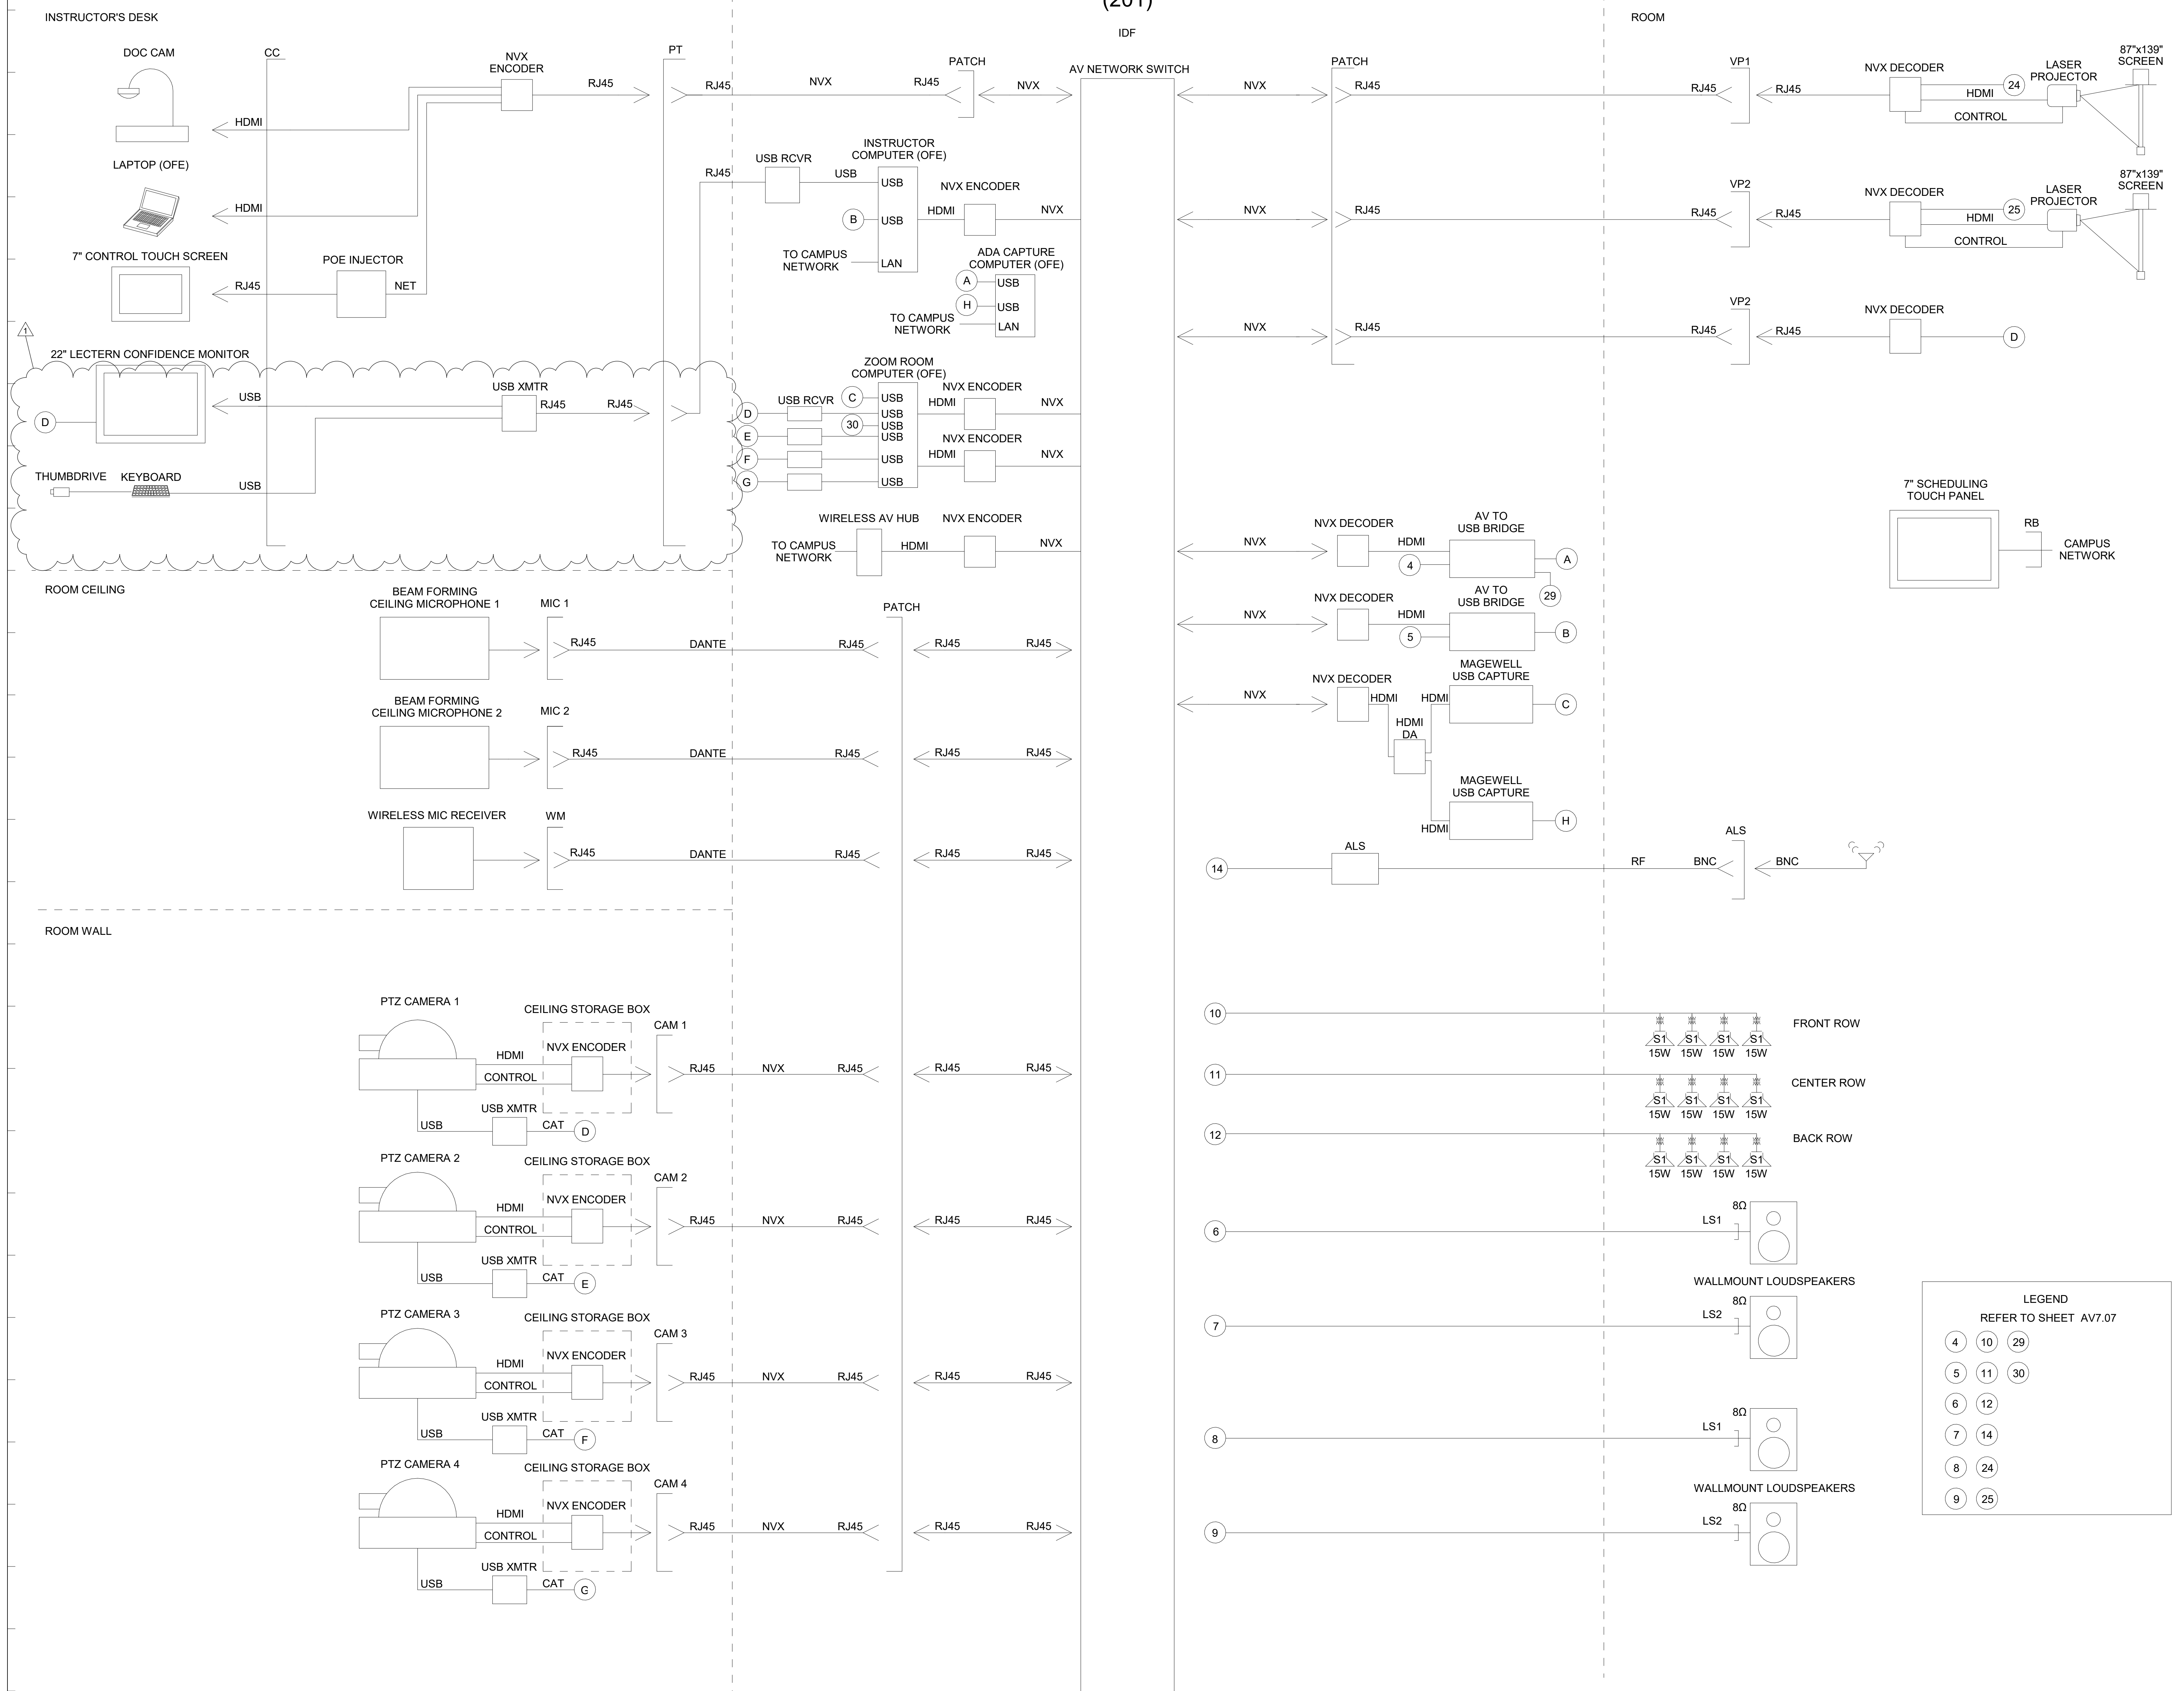 (201)
INSTRUCTOR'S DESK
IDF
ROOM
DOC CAM
CC
NVX
ENCODER
PT
RJ45
RJ45
NVX
RJ45
PATCH
NVX
AV NETWORK SWITCH
NVX
PATCH
RJ45
RJ45
VP1
RJ45
NVX DECODER
24
HDMI
CONTROL
LASER
PROJECTOR
87"x139"
SCREEN
HDMI
LAPTOP (OFE)
HDMI
7" CONTROL TOUCH SCREEN
POE INJECTOR
RJ45
NET
RJ45
USB RCVR
USB
INSTRUCTOR
COMPUTER (OFE)
USB
B
USB
TO CAMPUS
NETWORK
LAN
HDMI
NVX ENCODER
NVX
ADA CAPTURE
COMPUTER (OFE)
A
USB
H
USB
TO CAMPUS
NETWORK
LAN
NVX
RJ45
RJ45
VP2
RJ45
NVX DECODER
25
HDMI
CONTROL
LASER
PROJECTOR
87"x139"
SCREEN
NVX
RJ45
RJ45
VP2
RJ45
NVX DECODER
D
1
22" LECTERN CONFIDENCE MONITOR
D
USB
USB XMTR
RJ45
RJ45
THUMBDRIVE
KEYBOARD
USB
ZOOM ROOM
COMPUTER (OFE)
D
USB RCVR
C
USB
USB
30
USB
E
USB
F
USB
G
USB
HDMI
NVX ENCODER
NVX
NVX ENCODER
HDMI
NVX
WIRELESS AV HUB
TO CAMPUS
NETWORK
HDMI
NVX ENCODER
NVX
7" SCHEDULING
TOUCH PANEL
RB
CAMPUS
NETWORK
NVX
NVX DECODER
HDMI
4
AV TO
USB BRIDGE
A
29
NVX
NVX DECODER
HDMI
5
AV TO
USB BRIDGE
B
NVX
NVX DECODER
HDMI
HDMI
DA
HDMI
MAGEWELL
USB CAPTURE
C
MAGEWELL
USB CAPTURE
HDMI
H
ROOM CEILING
BEAM FORMING
CEILING MICROPHONE 1
MIC 1
RJ45
DANTE
RJ45
PATCH
RJ45
RJ45
BEAM FORMING
CEILING MICROPHONE 2
MIC 2
RJ45
DANTE
RJ45
RJ45
RJ45
WIRELESS MIC RECEIVER
WM
RJ45
DANTE
RJ45
RJ45
RJ45
14
ALS
RF
BNC
ALS
BNC
ROOM WALL
PTZ CAMERA 1
CEILING STORAGE BOX
HDMI
NVX ENCODER
CONTROL
CAM 1
RJ45
NVX
RJ45
RJ45
RJ45
USB
USB XMTR
CAT
D
PTZ CAMERA 2
CEILING STORAGE BOX
HDMI
NVX ENCODER
CONTROL
CAM 2
RJ45
NVX
RJ45
RJ45
RJ45
USB
USB XMTR
CAT
E
PTZ CAMERA 3
CEILING STORAGE BOX
HDMI
NVX ENCODER
CONTROL
CAM 3
RJ45
NVX
RJ45
RJ45
RJ45
USB
USB XMTR
CAT
F
PTZ CAMERA 4
CEILING STORAGE BOX
HDMI
NVX ENCODER
CONTROL
CAM 4
RJ45
NVX
RJ45
RJ45
RJ45
USB
USB XMTR
CAT
G
10
S1 S1 S1 S1
15W 15W 15W 15W
FRONT ROW
11
S1 S1 S1 S1
15W 15W 15W 15W
CENTER ROW
12
S1 S1 S1 S1
15W 15W 15W 15W
BACK ROW
6
LS1
8Ω
WALLMOUNT LOUDSPEAKERS
7
LS2
8Ω
8
LS1
8Ω
WALLMOUNT LOUDSPEAKERS
9
LS2
8Ω
LEGEND
REFER TO SHEET AV7.07
4 10 29
5 11 30
6 12
7 14
8 24
9 25